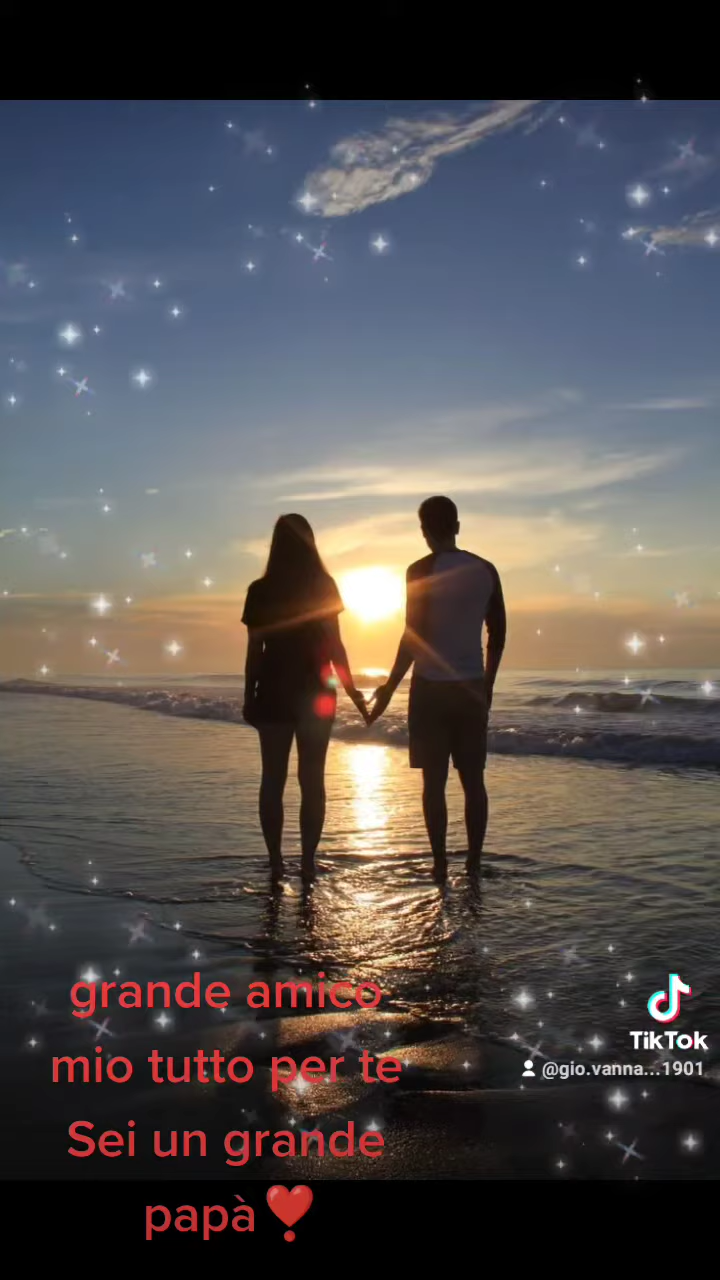 TikTok
@gio.vanna...1901
grande amico
mio tutto per te
Sei un grande
papà❣️